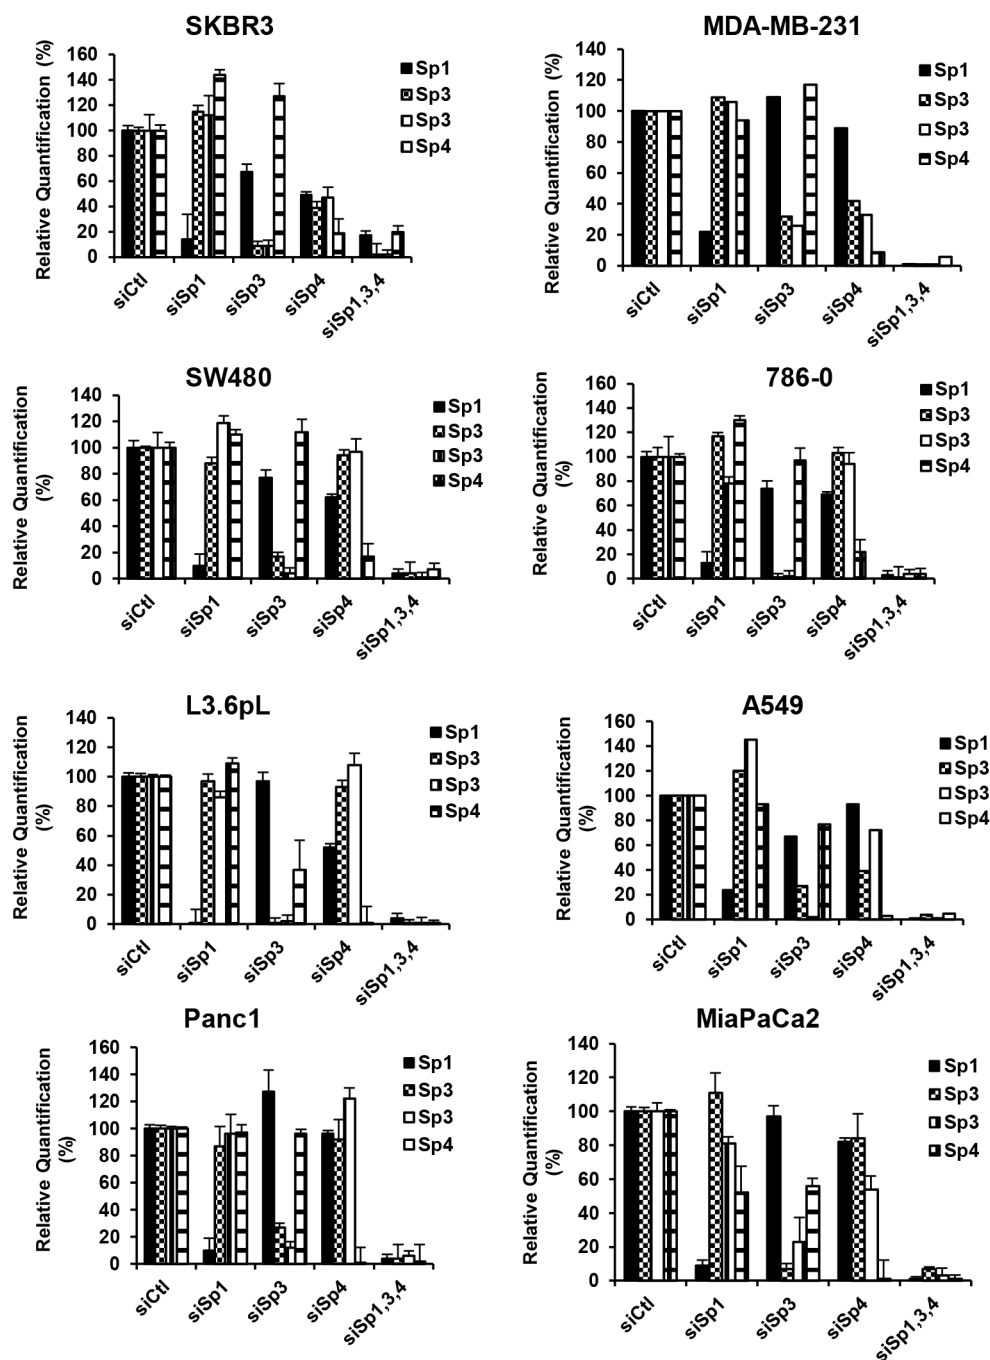 SKBR3
Relative Quantification (%)
160
140
120
100
80
60
40
20
0
siCtl
siSp1
siSp3
siSp4
siSp1,3,4
Sp1
Sp3
Sp3
Sp4
MDA-MB-231
Relative Quantification (%)
140
120
100
80
60
40
20
0
siCtl
siSp1
siSp3
siSp4
siSp1,3,4
Sp1
Sp3
Sp3
Sp4
SW480
Relative Quantification
(%)
140
120
100
80
60
40
20
0
siCtl
siSp1
siSp3
siSp4
siSp1,3,4
Sp1
Sp3
Sp3
Sp4
786-0
Relative Quantification
(%)
160
140
120
100
80
60
40
20
0
siCtl
siSp1
siSp3
siSp4
siSp1,3,4
Sp1
Sp3
Sp3
Sp4
L3.6pL
Relative Quantification
(%)
140
120
100
80
60
40
20
0
siCtl
siSp1
siSp3
siSp4
siSp1,3,4
Sp1
Sp3
Sp3
Sp4
A549
Relative Quantification
(%)
160
140
120
100
80
60
40
20
0
siCtl
siSp1
siSp3
siSp4
siSp1,3,4
Sp1
Sp3
Sp3
Sp4
Panc1
Relative Quantification
(%)
160
140
120
100
80
60
40
20
0
siCtl
siSp1
siSp3
siSp4
siSp1,3,4
Sp1
Sp3
Sp3
Sp4
MiaPaCa2
Relative Quantification
(%)
140
120
100
80
60
40
20
0
siCtl
siSp1
siSp3
siSp4
siSp1,3,4
Sp1
Sp3
Sp3
Sp4